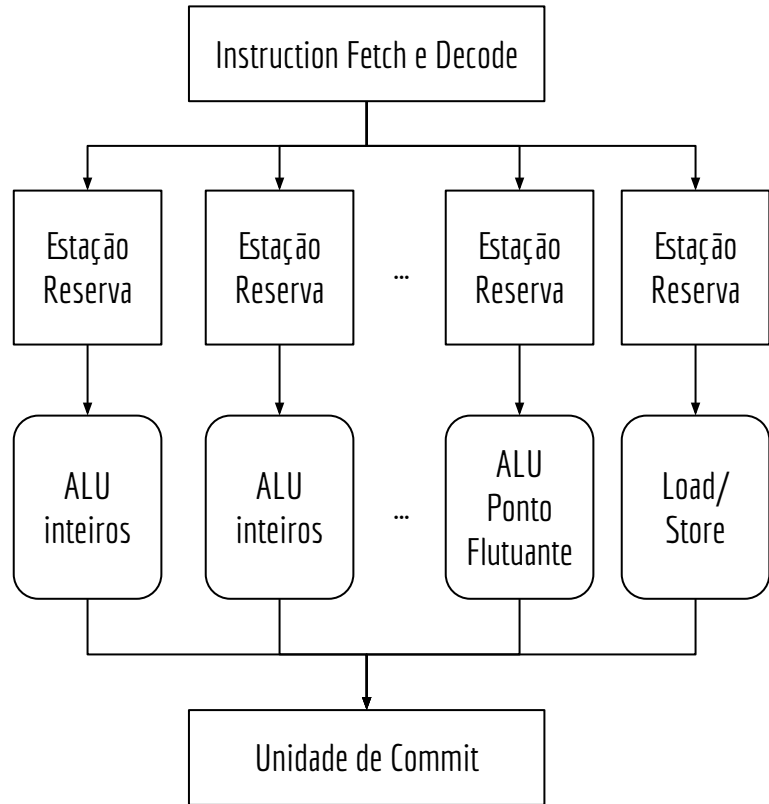 Instruction Fetch e Decode
Estação
Reserva
Estação
Reserva
...
Estação
Reserva
Estação
Reserva
ALU
inteiros
ALU
inteiros
...
ALU
Ponto
Flutuante
Load/
Store
Unidade de Commit